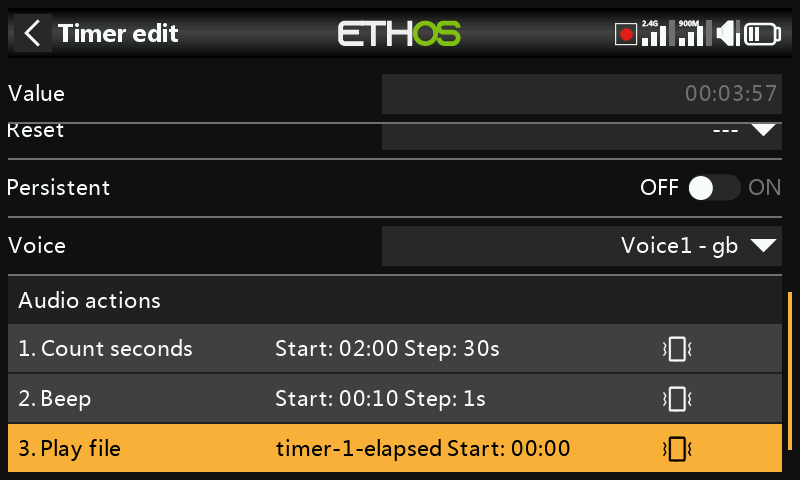 Timer edit
ETHOS
2.4G
900M
Value
00:03:57
Reset
---
Persistent
OFF
ON
Voice
Voice1 - gb
Audio actions
1. Count seconds Start: 02:00 Step: 30s
2. Beep Start: 00:10 Step: 1s
3. Play file timer-1-elapsed Start: 00:00